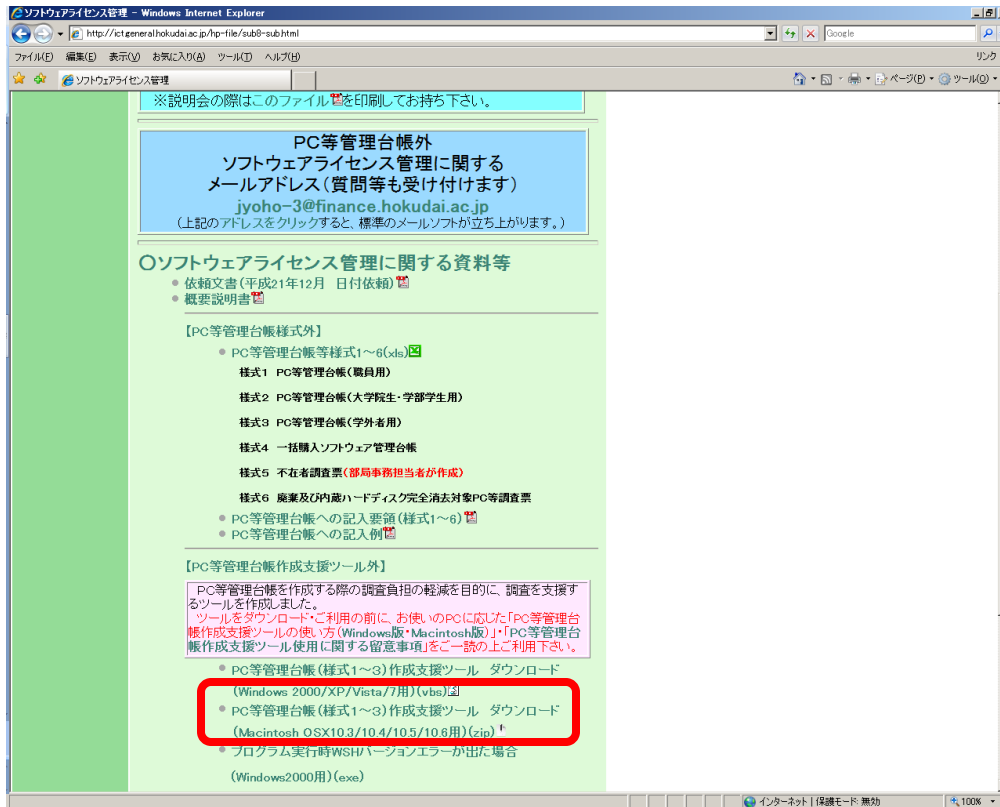 ソフトウェアライセンス管理 - Windows Internet Explorer
http://ict.general.hokudai.ac.jp/hp-file/sub8-sub.html
Google
ファイル(F) 編集(E) 表示(V) お気に入り(A) ツール(T) ヘルプ(H)
リンク
ソフトウェアライセンス管理
ページ(P) ツール(O)
※説明会の際はこのファイルを印刷してお持ち下さい。
PC等管理台帳外
ソフトウェアライセンス管理に関する
メールアドレス(質問等も受け付けます)
jyoho-3@finance.hokudai.ac.jp
(上記のアドレスをクリックすると、標準のメールソフトが立ち上がります。)
○ソフトウェアライセンス管理に関する資料等
依頼文書(平成21年12月 日付依頼)
概要説明書
【PC等管理台帳様式外】
PC等管理台帳等様式1~6(xls)
様式1 PC等管理台帳(職員用)
様式2 PC等管理台帳(大学院生・学部学生用)
様式3 PC等管理台帳(学外者用)
様式4 一括購入ソフトウェア管理台帳
様式5 不在者調査票(部局事務担当者が作成)
様式6 廃棄及び内蔵ハードディスク完全消去対象PC等調査票
PC等管理台帳への記入要領(様式1~6)
PC等管理台帳への記入例
【PC等管理台帳作成支援ツール外】
PC等管理台帳を作成する際の調査負担の軽減を目的に、調査を支援す
るツールを作成しました。
ツールをダウンロード・ご利用の前に、お使いのPCに応じた「PC等管理台
帳作成支援ツールの使い方(Windows版・Macintosh版)」・「PC等管理台
帳作成支援ツール使用に関する留意事項」をご一読の上ご利用下さい。
PC等管理台帳(様式1~3)作成支援ツール ダウンロード
(Windows 2000/XP/Vista/7用)(vbs)
PC等管理台帳(様式1~3)作成支援ツール ダウンロード
(Macintosh OSX10.3/10.4/10.5/10.6用)(zip)
プログラム実行時WSHバージョンエラーが出た場合
(Windows2000用)(exe)
インターネット | 保護モード: 無効
100%